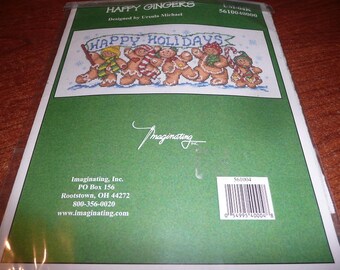 HAPPY GINGERS
Designed by Ursula Michael
HAPPY HOLIDAYS
Imaginating
Imaginating, Inc.
PO Box 156
Rootstown, OH 44272
800-356-0020
www.imaginating.com